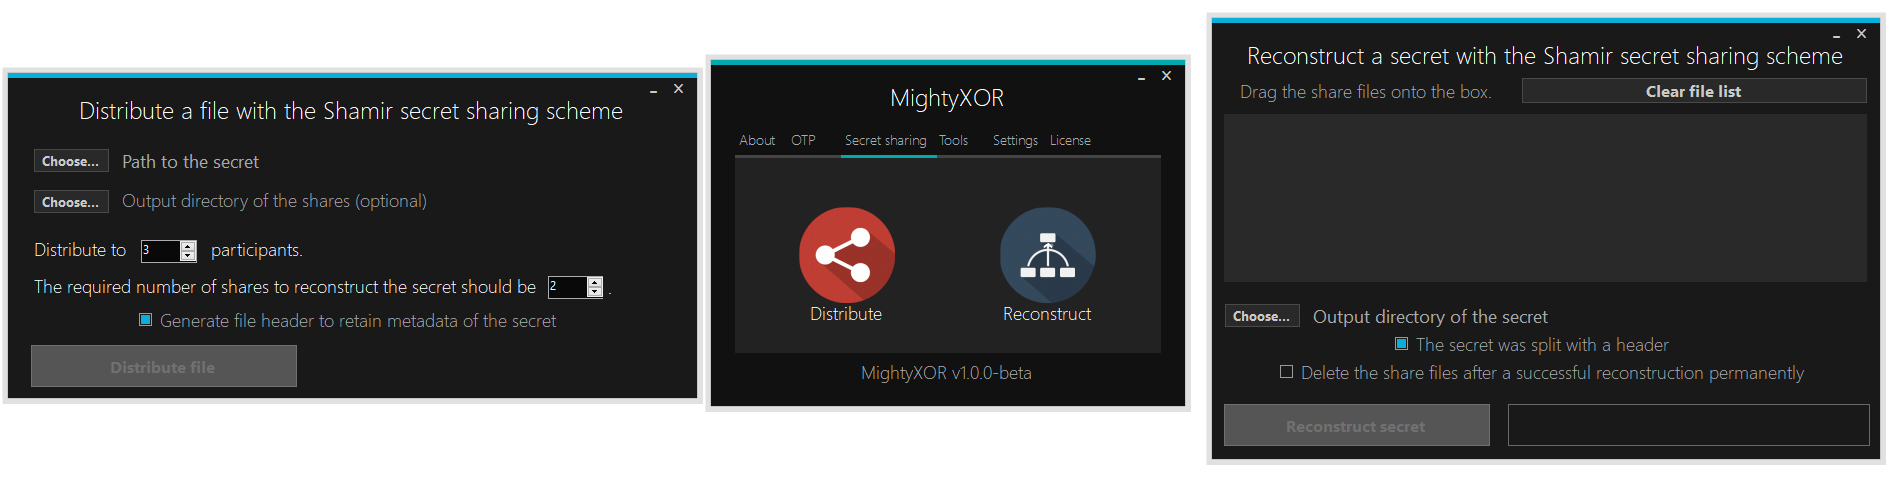 Distribute a file with the Shamir secret sharing scheme
Choose... Path to the secret
Choose... Output directory of the shares (optional)
Distribute to 3 participants.
The required number of shares to reconstruct the secret should be 2 .
Generate file header to retain metadata of the secret
Distribute file
MightyXOR
About OTP Secret sharing Tools Settings License
Distribute Reconstruct
MightyXOR v1.0.0-beta
Reconstruct a secret with the Shamir secret sharing scheme
Drag the share files onto the box. Clear file list
Choose... Output directory of the secret
The secret was split with a header
Delete the share files after a successful reconstruction permanently
Reconstruct secret